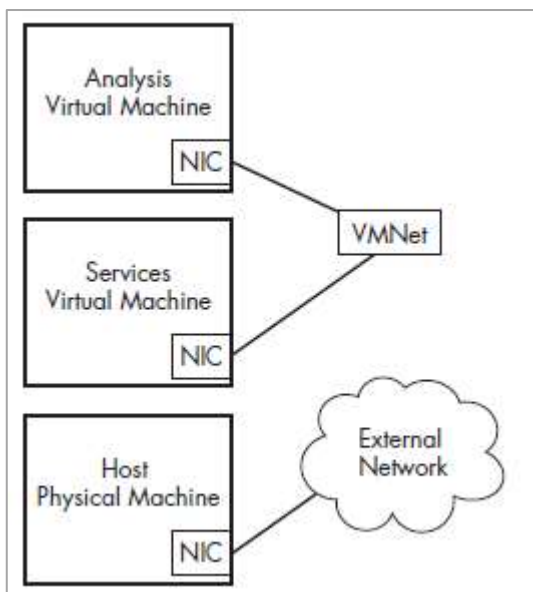 Analysis
Virtual Machine
NIC
VMNet
Services
Virtual Machine
NIC
External
Network
Host
Physical Machine
NIC